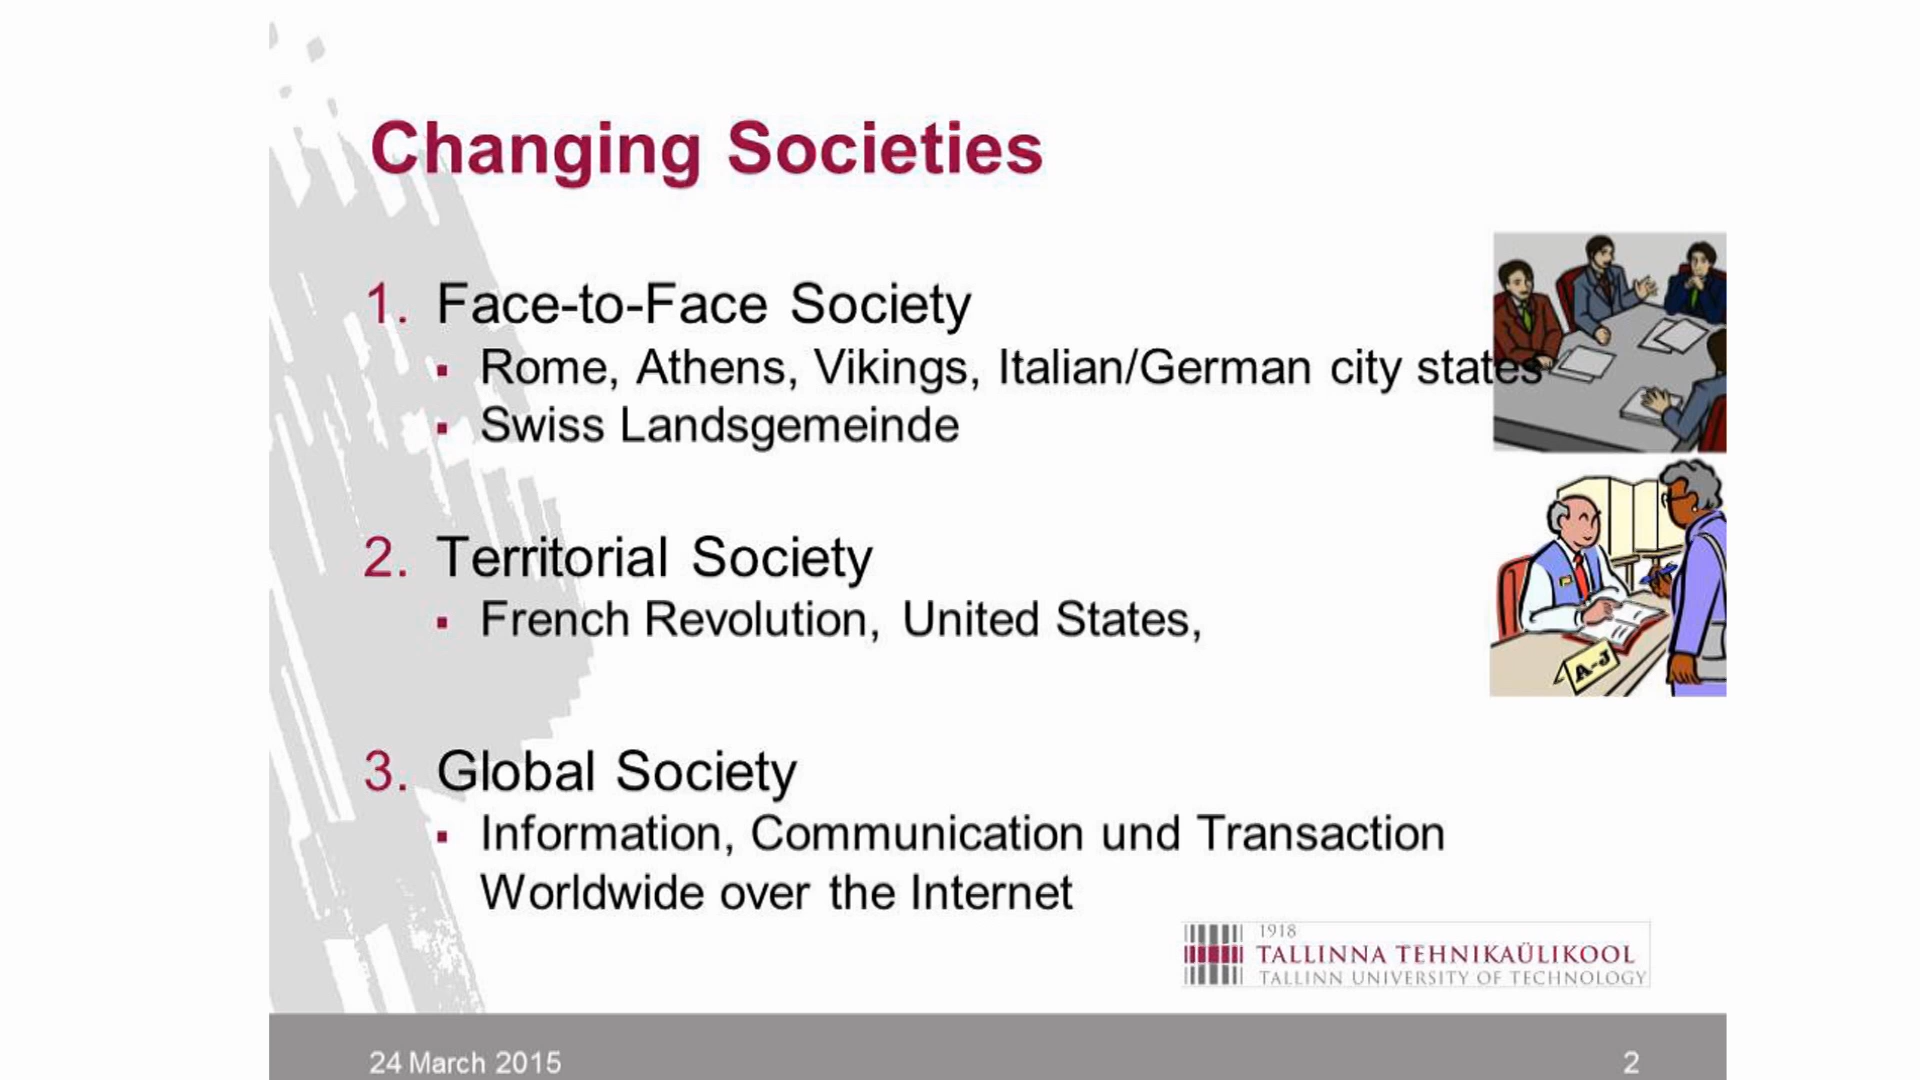 Changing Societies
1. Face-to-Face Society
▪ Rome, Athens, Vikings, Italian/German city states
▪ Swiss Landsgemeinde
2. Territorial Society
▪ French Revolution, United States,
A-J
3. Global Society
▪ Information, Communication und Transaction
Worldwide over the Internet
1918
TALLINNA TEHNIKAÜLIKOOL
TALLINN UNIVERSITY OF TECHNOLOGY
24 March 2015
2